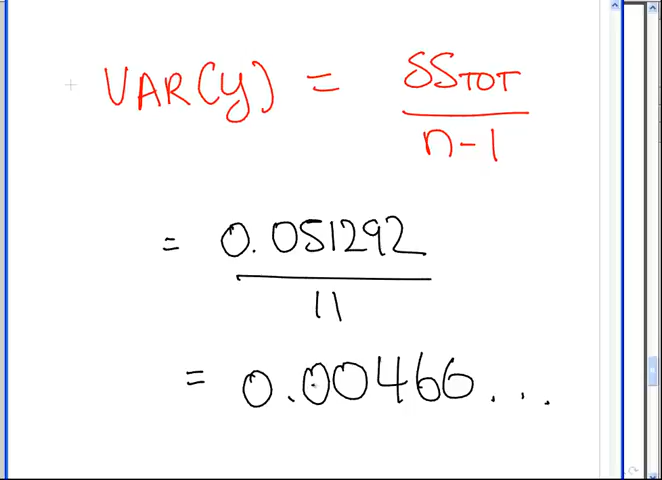 VAR(y) = SSTOT
n-1
= 0.051292
11
= 0.00466...